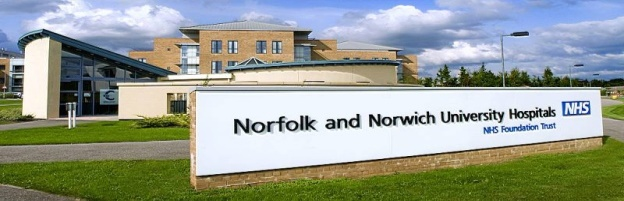 Norfolk and Norwich University Hospitals NHS
NHS Foundation Trust